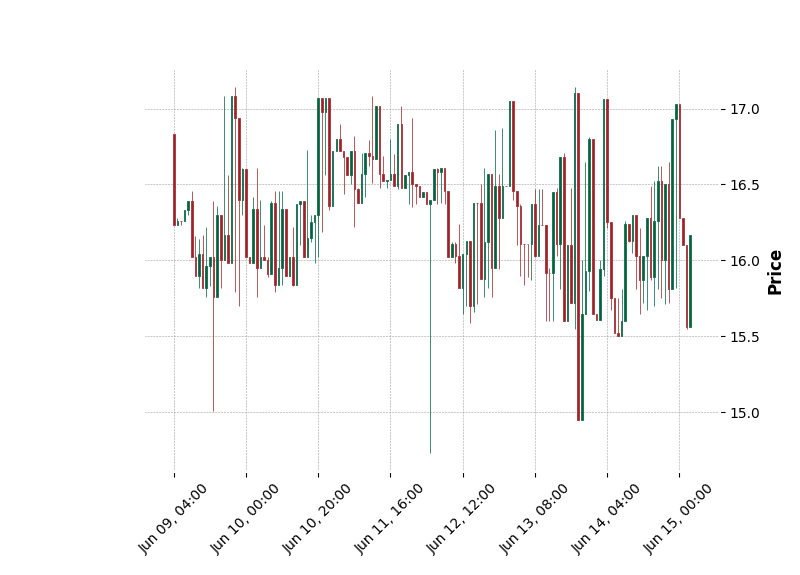 17.0
16.5
16.0
15.5
15.0
Price
Jun 09, 04:00
Jun 10, 00:00
Jun 10, 20:00
Jun 11, 16:00
Jun 12, 12:00
Jun 13, 08:00
Jun 14, 04:00
Jun 15, 00:00